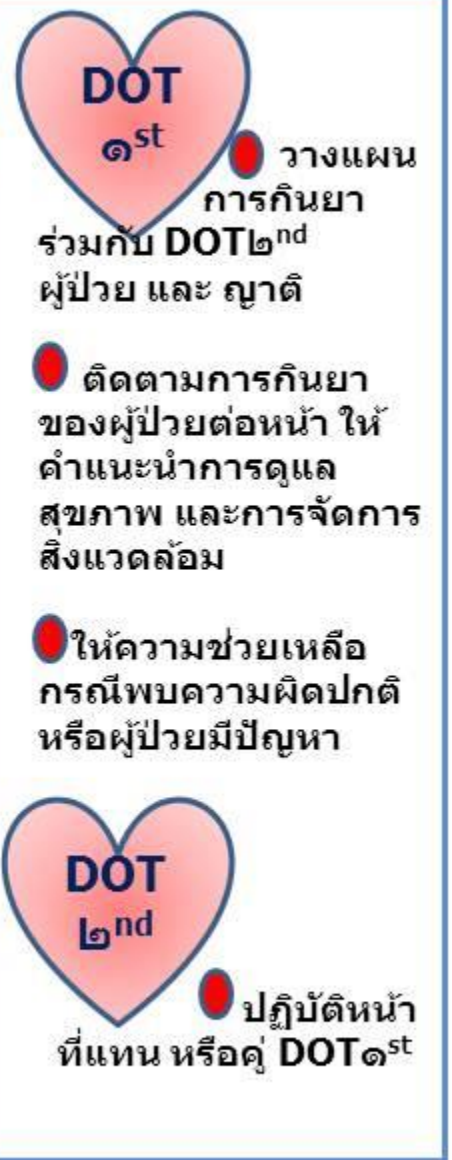 DOT
๑st
วางแผน
การกินยา
ร่วมกับ DOT๒nd
ผู้ป่วย และ ญาติ
ติดตามการกินยา
ของผู้ป่วยต่อหน้า ให้
คำแนะนำการดูแล
สุขภาพ และการจัดการ
สิ่งแวดล้อม
ให้ความช่วยเหลือ
กรณีพบความผิดปกติ
หรือผู้ป่วยมีปัญหา
DOT
๒nd
ปฏิบัติหน้า
ที่แทน หรือคู่ DOT๑st